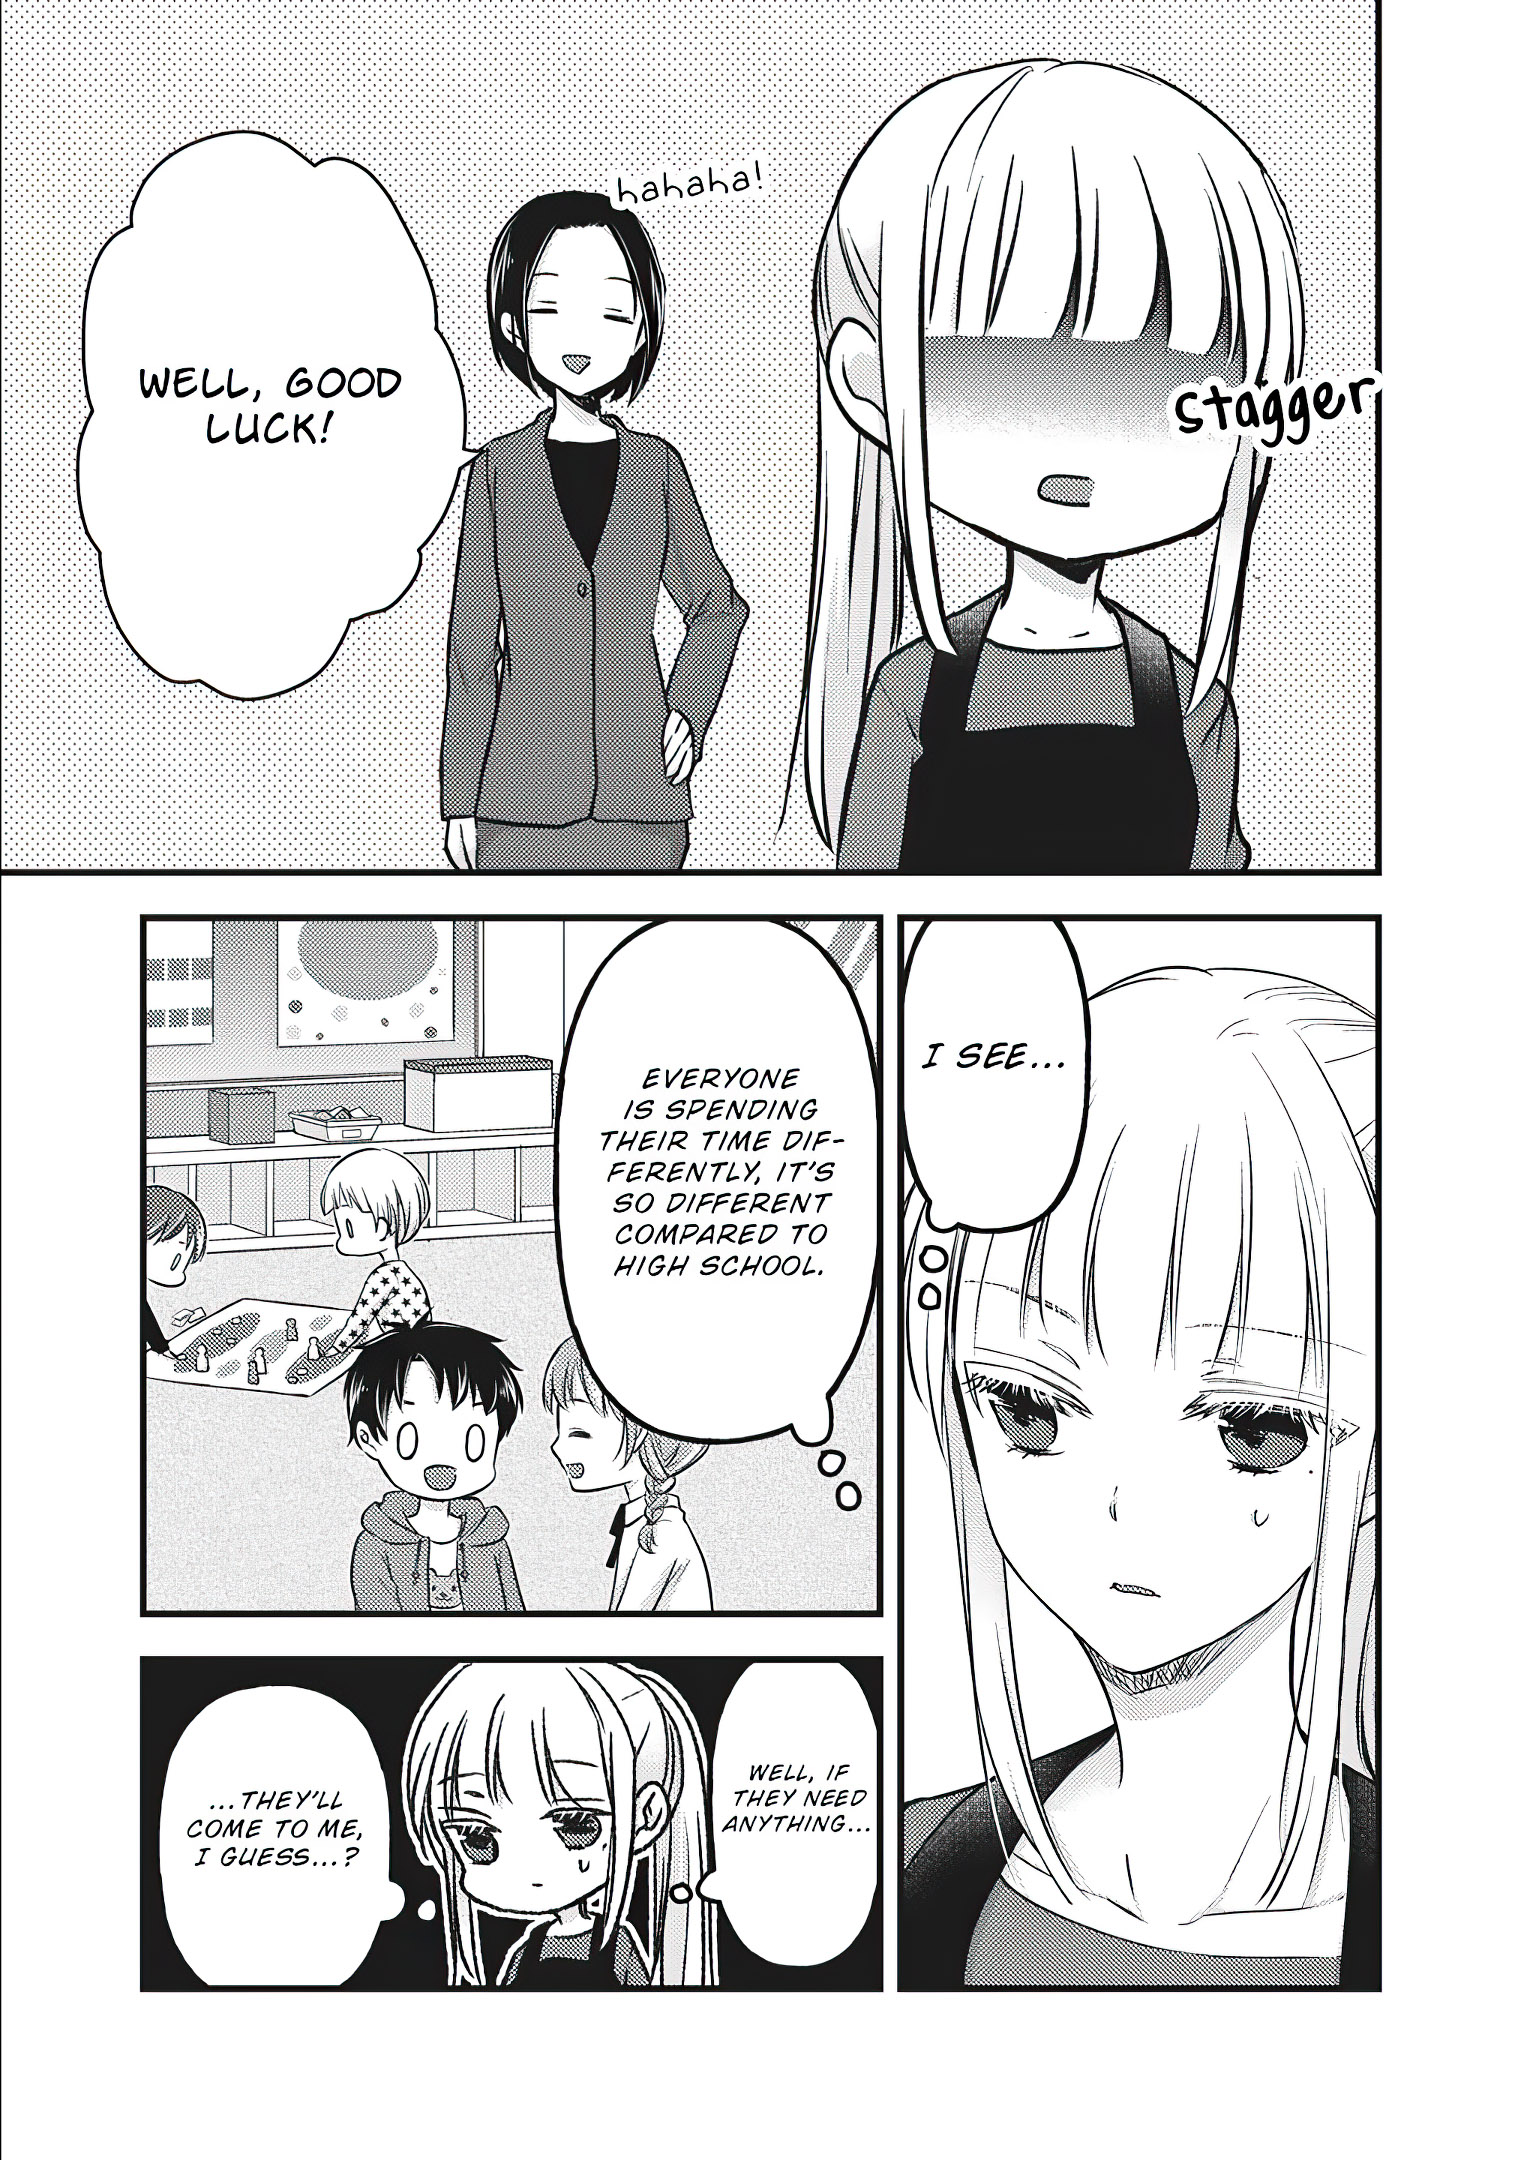 Stagger
hahaha!
WELL, GOOD
LUCK!
I SEE...
EVERYONE
IS SPENDING
THEIR TIME DIF-
FERENTLY, IT'S
SO DIFFERENT
COMPARED TO
HIGH SCHOOL.
WELL, IF
THEY NEED
ANYTHING...
...THEY'LL
COME TO ME,
I GUESS...?